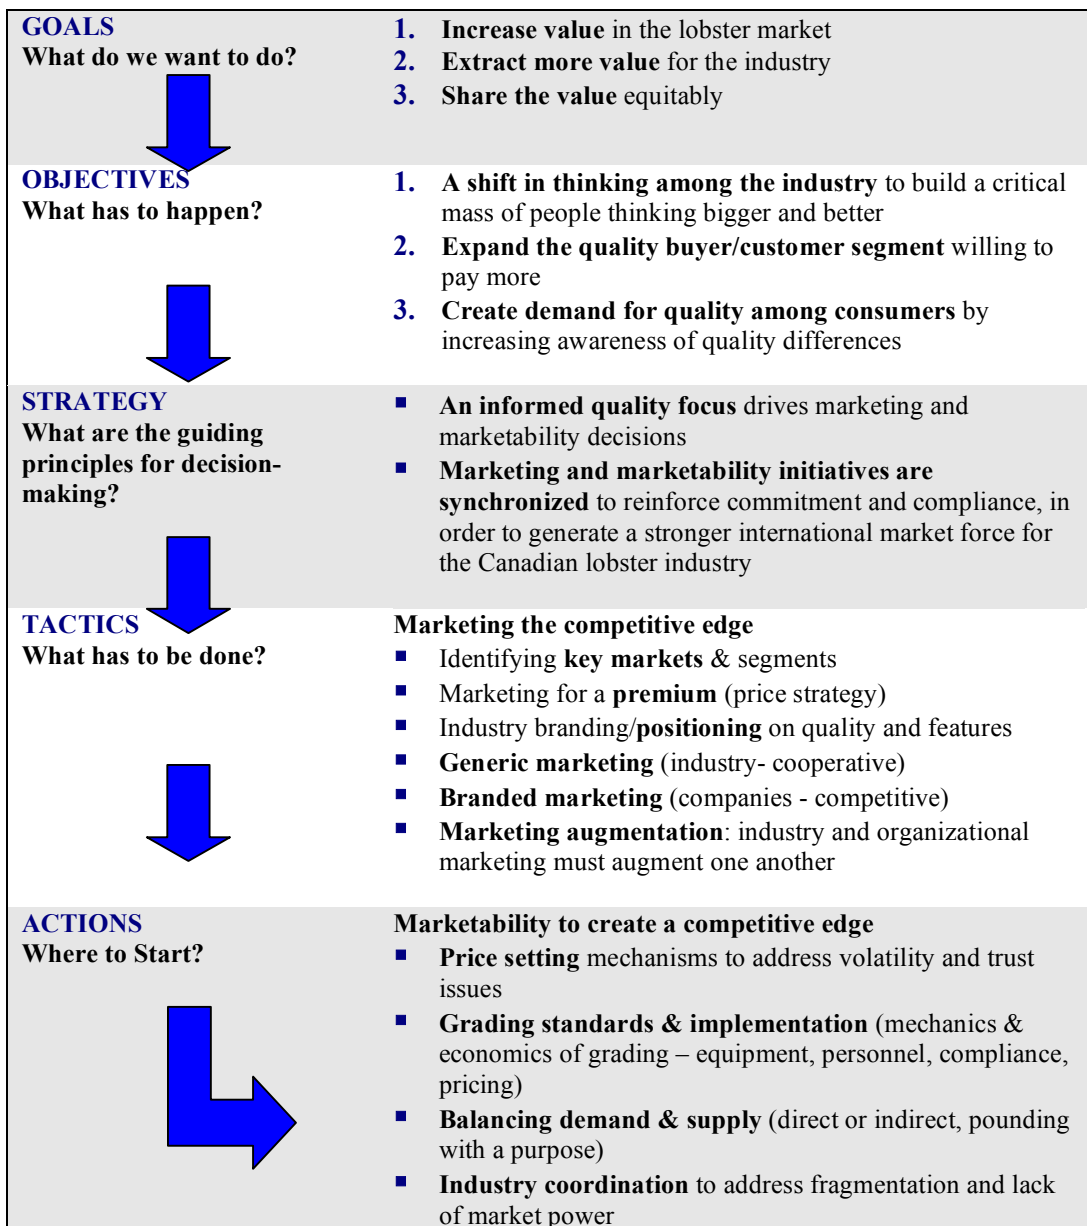 GOALS
What do we want to do?
1. Increase value in the lobster market
2. Extract more value for the industry
3. Share the value equitably
OBJECTIVES
What has to happen?
1. A shift in thinking among the industry to build a critical
mass of people thinking bigger and better
2. Expand the quality buyer/customer segment willing to
pay more
3. Create demand for quality among consumers by
increasing awareness of quality differences
STRATEGY
What are the guiding
principles for decision-
making?
▪ An informed quality focus drives marketing and
marketability decisions
▪ Marketing and marketability initiatives are
synchronized to reinforce commitment and compliance, in
order to generate a stronger international market force for
the Canadian lobster industry
TACTICS
What has to be done?
Marketing the competitive edge
▪ Identifying key markets & segments
▪ Marketing for a premium (price strategy)
▪ Industry branding/positioning on quality and features
▪ Generic marketing (industry- cooperative)
▪ Branded marketing (companies - competitive)
▪ Marketing augmentation: industry and organizational
marketing must augment one another
ACTIONS
Where to Start?
Marketability to create a competitive edge
▪ Price setting mechanisms to address volatility and trust
issues
▪ Grading standards & implementation (mechanics &
economics of grading – equipment, personnel, compliance,
pricing)
▪ Balancing demand & supply (direct or indirect, pounding
with a purpose)
▪ Industry coordination to address fragmentation and lack
of market power